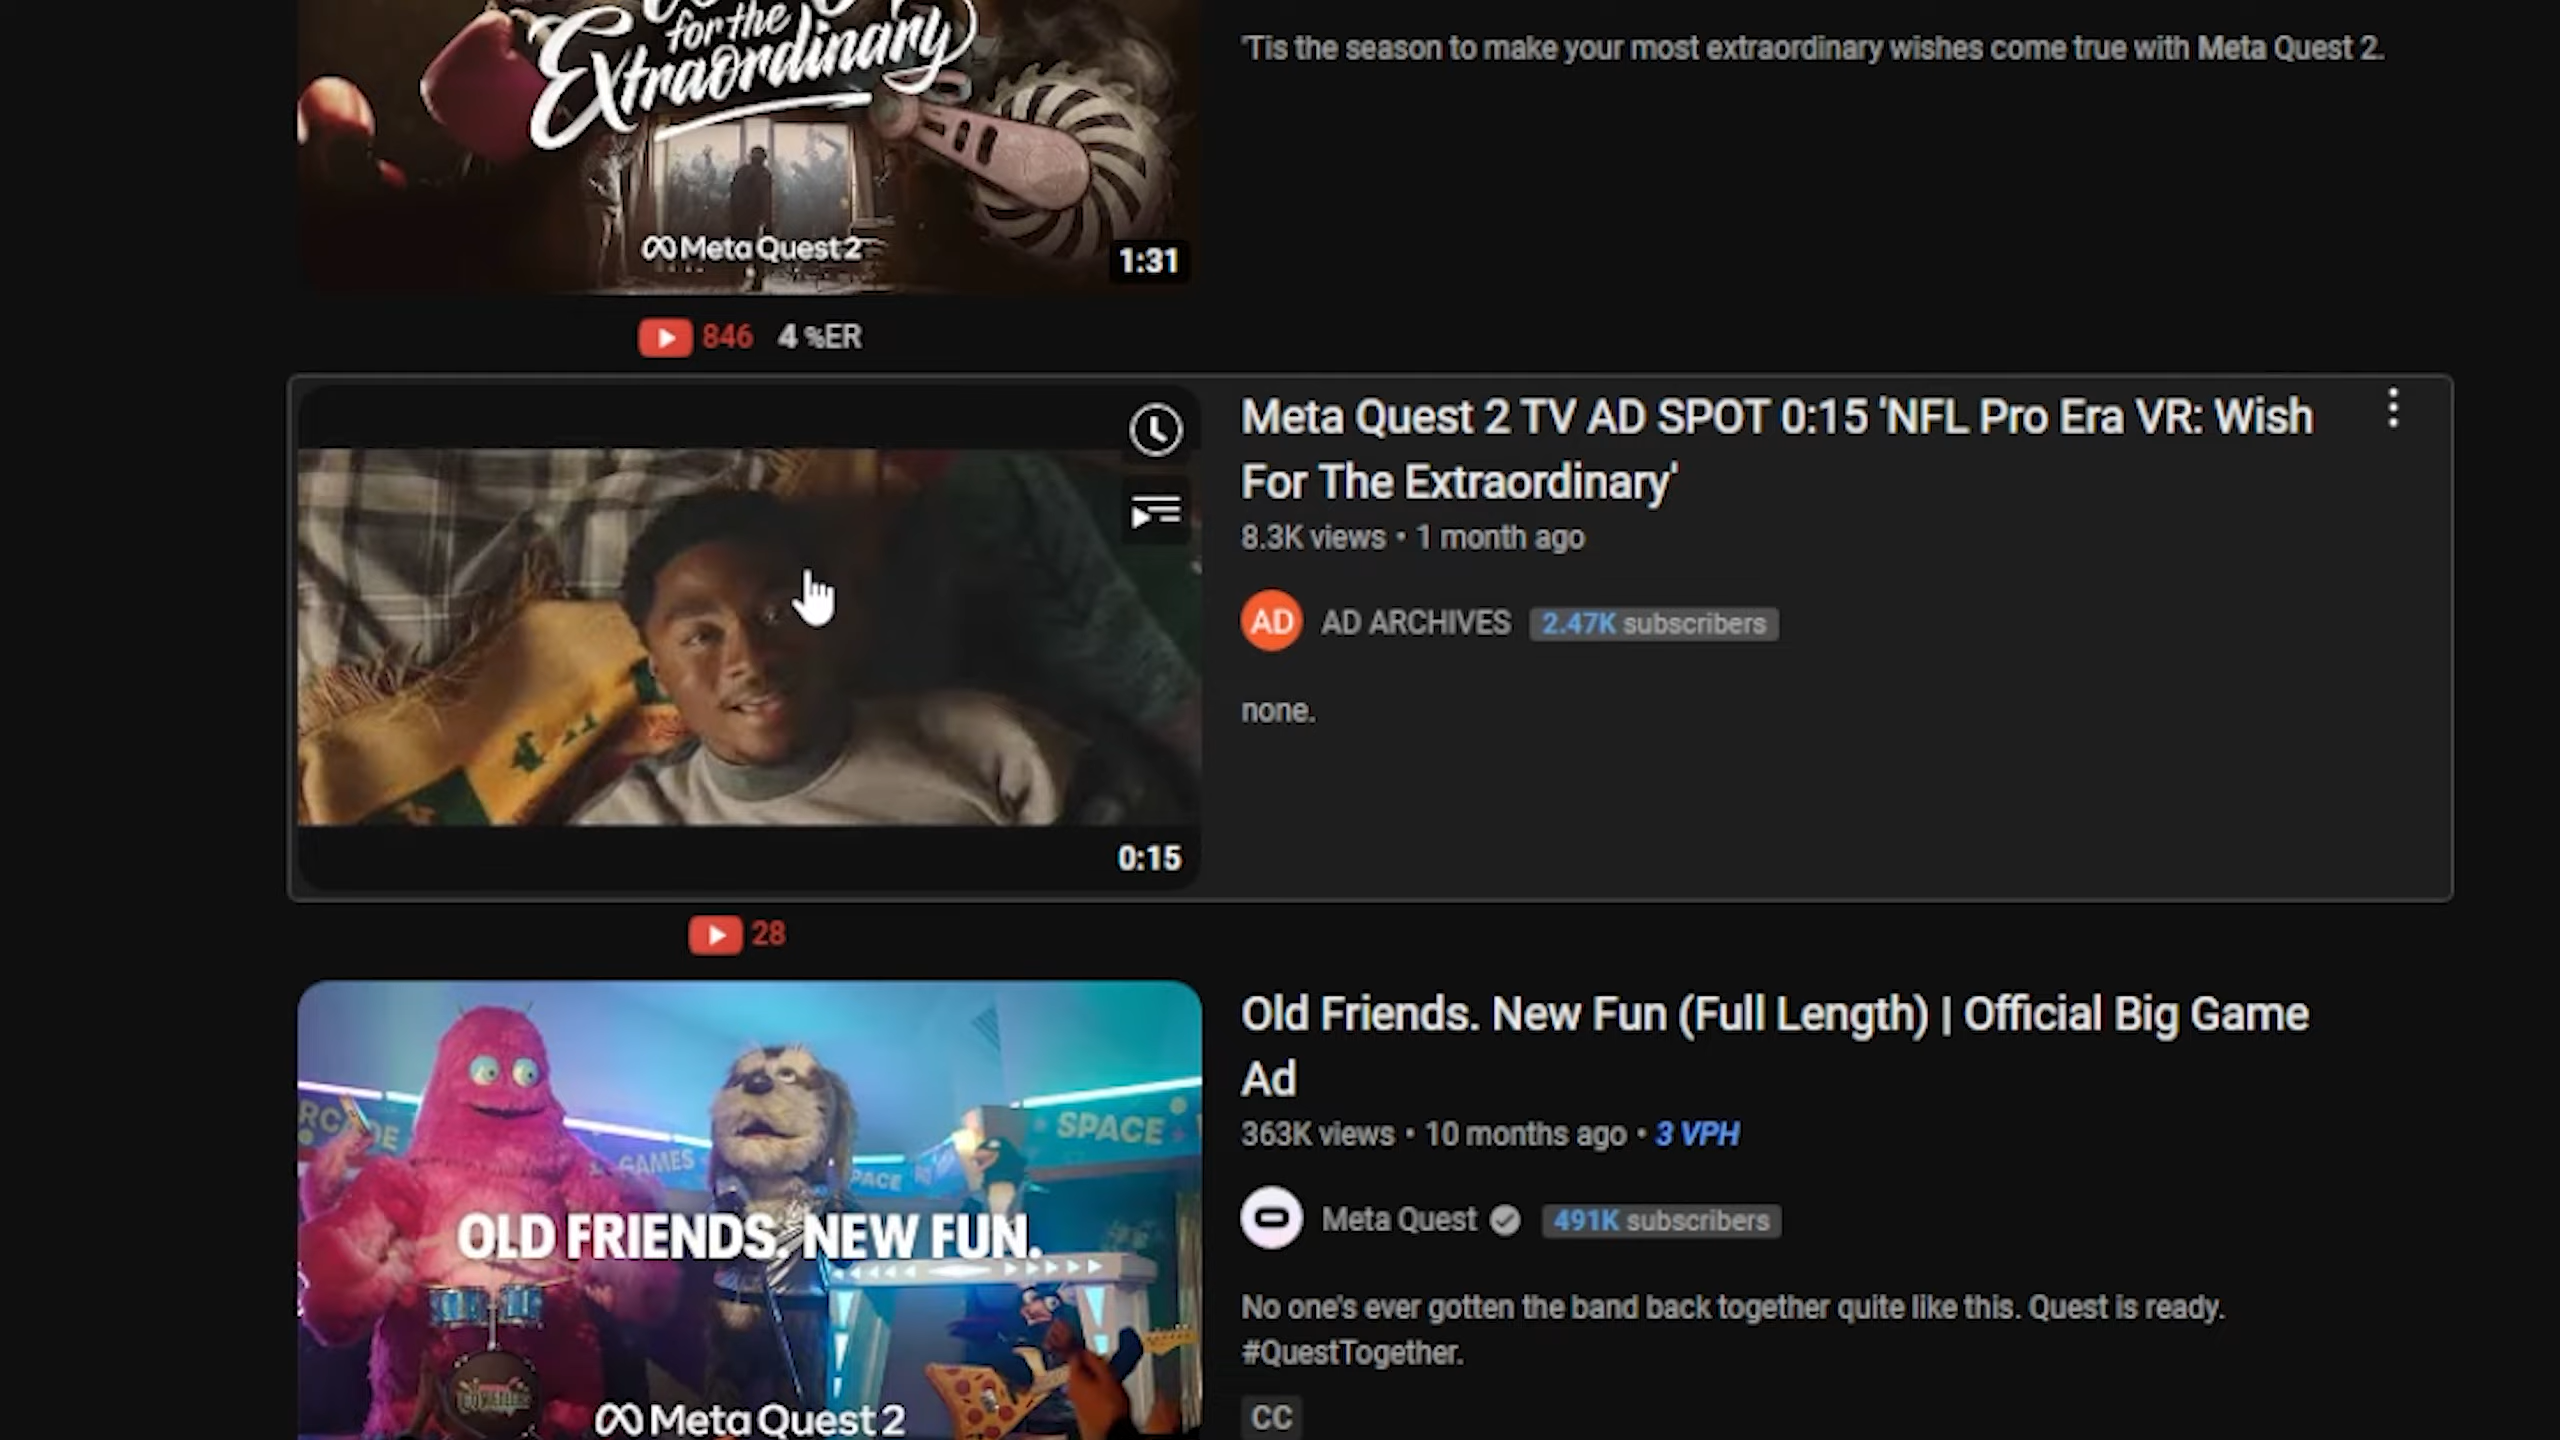 for the
Extraordinary
Meta Quest 2
1:31
'Tis the season to make your most extraordinary wishes come true with Meta Quest 2.
846 4 %ER
Meta Quest 2 TV AD SPOT 0:15 'NFL Pro Era VR: Wish
For The Extraordinary'
8.3K views • 1 month ago
AD AD ARCHIVES 2.47K subscribers
none.
0:15
28
Old Friends. New Fun (Full Length) | Official Big Game
Ad
363K views • 10 months ago • 3 VPH
Meta Quest 491K subscribers
No one's ever gotten the band back together quite like this. Quest is ready.
#QuestTogether.
CC
GAMES
SPACE
OLD FRIENDS. NEW FUN.
Meta Quest 2